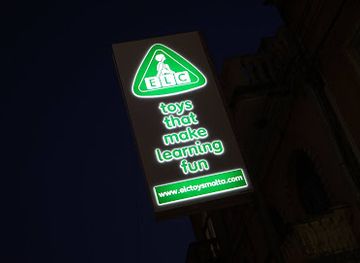 ELC
toys
that
make
learning
fun
www.elctoysmalta.com